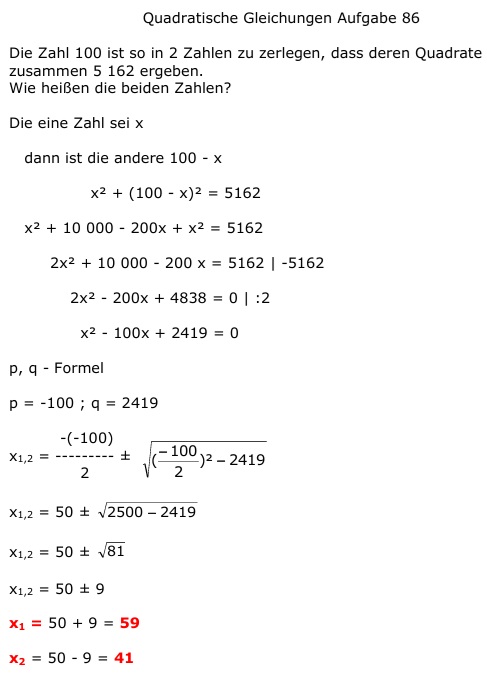 Quadratische Gleichungen Aufgabe 86
Die Zahl 100 ist so in 2 Zahlen zu zerlegen, dass deren Quadrate
zusammen 5 162 ergeben.
Wie heißen die beiden Zahlen?
Die eine Zahl sei x
dann ist die andere 100 - x
x² + (100 - x)² = 5162
x² + 10 000 - 200x + x² = 5162
2x² + 10 000 - 200 x = 5162 | -5162
2x² - 200x + 4838 = 0 | :2
x² - 100x + 2419 = 0
p, q - Formel
p = -100 ; q = 2419
x₁,₂ = -(-100) / 2 ± √((-100 / 2)² – 2419)
x₁,₂ = 50 ± √(2500 – 2419)
x₁,₂ = 50 ± √81
x₁,₂ = 50 ± 9
x₁ = 50 + 9 = 59
x₂ = 50 - 9 = 41